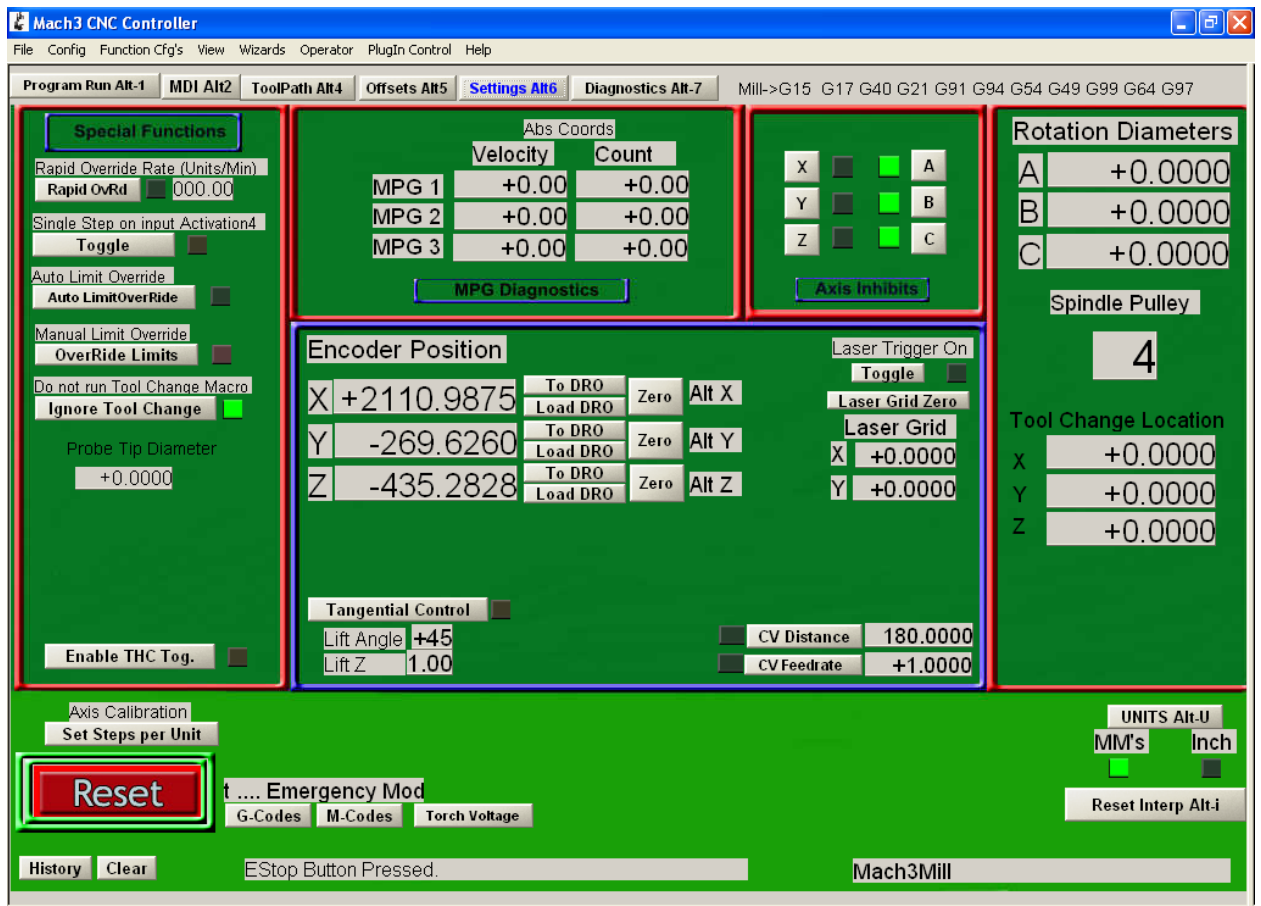 Mach3 CNC Controller
File Config Function Cfg's View Wizards Operator PlugIn Control Help
Program Run Alt-1 MDI Alt2 ToolPath Alt4 Offsets Alt5 Settings Alt6 Diagnostics Alt-7 Mill->G15 G17 G40 G21 G91 G94 G54 G49 G99 G64 G97
Special Functions
Rapid Override Rate (Units/Min)
Rapid OvRd 000.00
Single Step on input Activation4
Toggle
Auto Limit Override
Auto LimitOverRide
Manual Limit Override
OverRide Limits
Do not run Tool Change Macro
Ignore Tool Change
Probe Tip Diameter
+0.0000
Enable THC Tog.
Abs Coords
Velocity Count
MPG 1 +0.00 +0.00
MPG 2 +0.00 +0.00
MPG 3 +0.00 +0.00
MPG Diagnostics
X A
Y B
Z C
Axis Inhibits
Encoder Position
X +2110.9875 To DRO Load DRO Zero Alt X
Y -269.6260 To DRO Load DRO Zero Alt Y
Z -435.2828 To DRO Load DRO Zero Alt Z
Laser Trigger On
Toggle
Laser Grid Zero
Laser Grid
X +0.0000
Y +0.0000
Tangential Control
Lift Angle +45
Lift Z 1.00
CV Distance 180.0000
CV Feedrate +1.0000
Rotation Diameters
A +0.0000
B +0.0000
C +0.0000
Spindle Pulley
4
Tool Change Location
X +0.0000
Y +0.0000
Z +0.0000
Axis Calibration
Set Steps per Unit
Reset
t .... Emergency Mod
G-Codes M-Codes Torch Voltage
UNITS Alt-U
MM's Inch
Reset Interp Alt-i
History Clear EStop Button Pressed. Mach3Mill